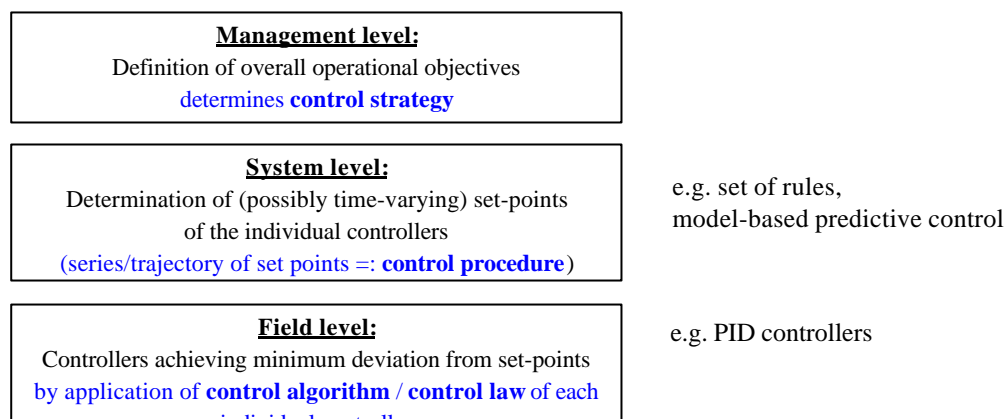 Management level:
Definition of overall operational objectives
determines control strategy
System level:
Determination of (possibly time-varying) set-points
of the individual controllers
(series/trajectory of set points =: control procedure)
e.g. set of rules,
model-based predictive control
Field level:
Controllers achieving minimum deviation from set-points
by application of control algorithm / control law of each
e.g. PID controllers